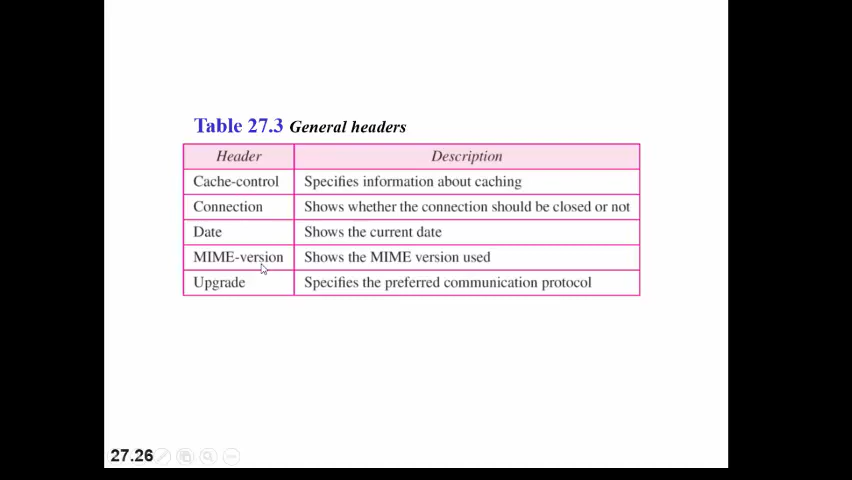 Table 27.3 General headers
Header Description
Cache-control Specifies information about caching
Connection Shows whether the connection should be closed or not
Date Shows the current date
MIME-version Shows the MIME version used
Upgrade Specifies the preferred communication protocol
27.26